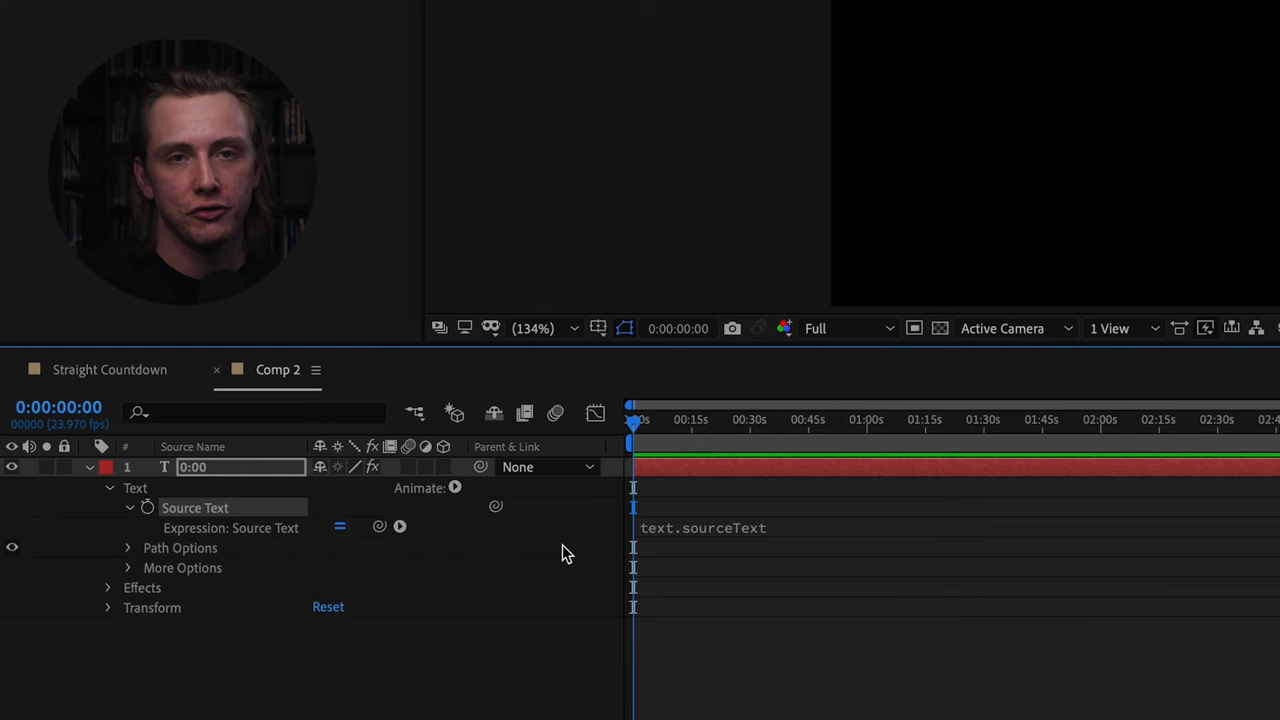 (134%) 0:00:00:00 Full Active Camera 1 View
Straight Countdown × Comp 2
0:00:00:00
00000 (23.970 fps)
00:15s 00:30s 00:45s 01:00s 01:15s 01:30s 01:45s 02:00s 02:15s 02:30s
# Source Name fx Parent & Link
1 T 0:00 fx None
Text Animate:
Source Text
Expression: Source Text = text.sourceText
Path Options
More Options
Effects
Transform Reset